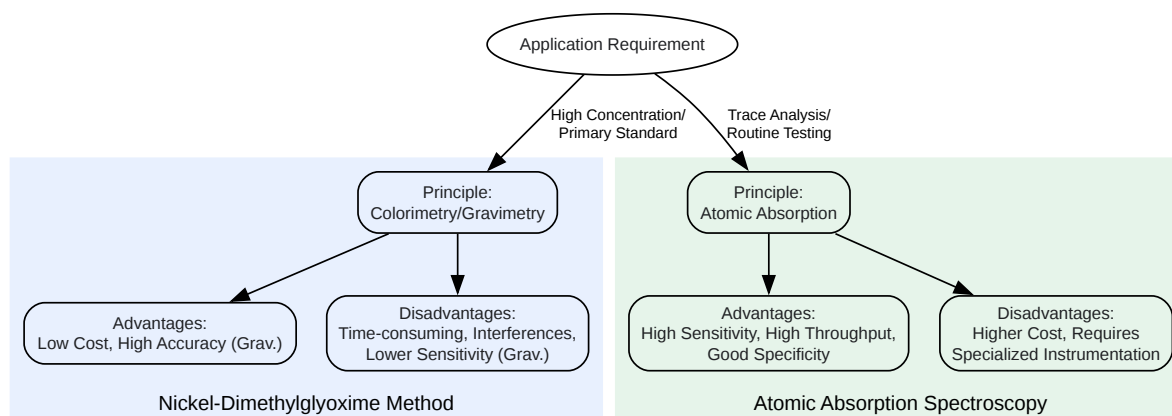 Application Requirement
High Concentration/
Primary Standard
Trace Analysis/
Routine Testing
Principle:
Colorimetry/Gravimetry
Principle:
Atomic Absorption
Advantages:
Low Cost, High Accuracy (Grav.)
Disadvantages:
Time-consuming, Interferences,
Lower Sensitivity (Grav.)
Advantages:
High Sensitivity, High Throughput,
Good Specificity
Disadvantages:
Higher Cost, Requires
Specialized Instrumentation
Nickel-Dimethylglyoxime Method
Atomic Absorption Spectroscopy